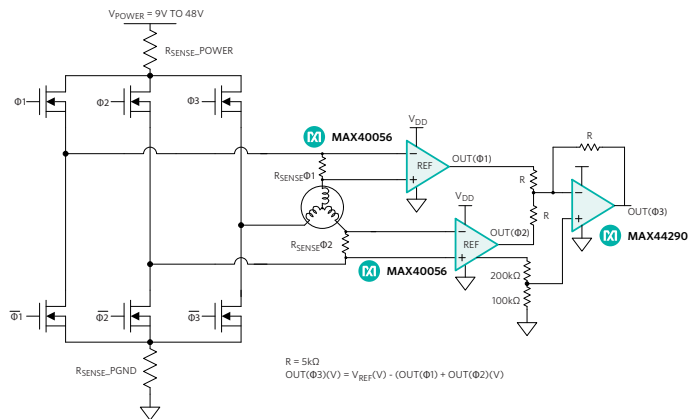 VPOWER = 9V TO 48V
RSENSE_POWER
Φ1
Φ2
Φ3
MAX40056
VDD
RSENSEΦ1
REF
OUT(Φ1)
R
R
R
VDD
RSENSEΦ2
REF
OUT(Φ2)
OUT(Φ3)
MAX44290
MAX40056
200kΩ
100kΩ
Φ1
Φ2
Φ3
RSENSE_PGND
R = 5kΩ
OUT(Φ3)(V) = VREF(V) - (OUT(Φ1) + OUT(Φ2)(V)